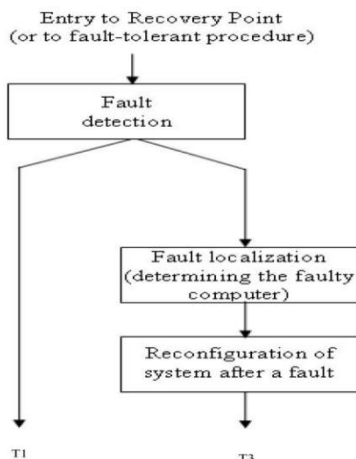 Entry to Recovery Point
(or to fault-tolerant procedure)
Fault
detection
Fault localization
(determining the faulty
computer)
Reconfiguration of
system after a fault
T1
T3